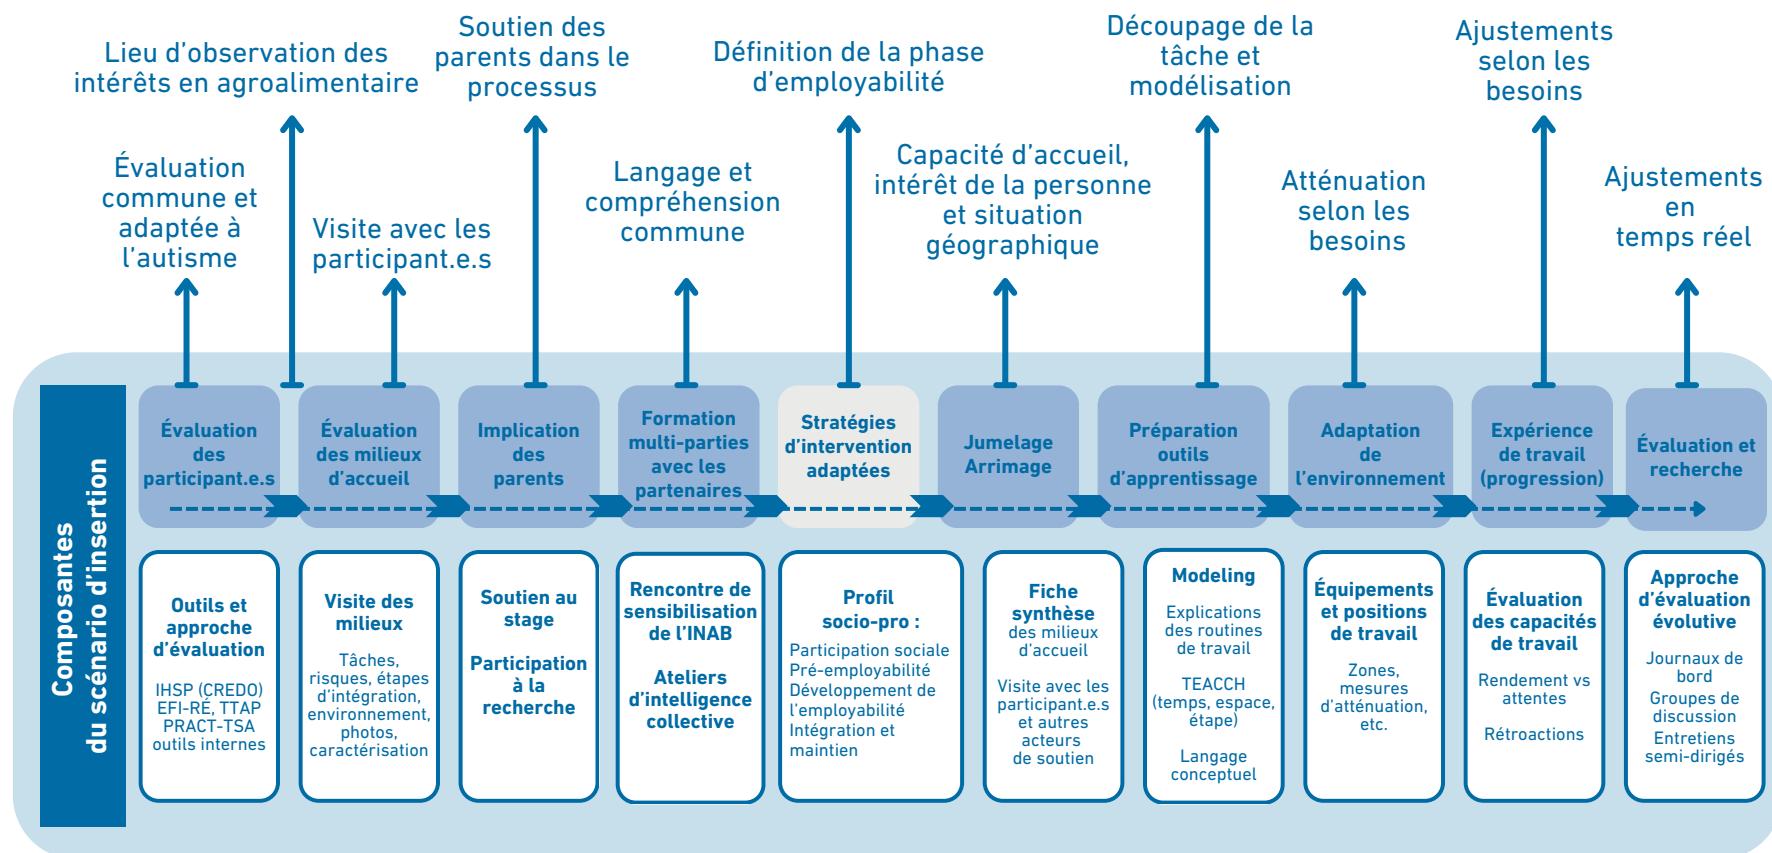 Lieu d’observation des
intérêts en agroalimentaire
Soutien des
parents dans le
processus
Définition de la phase
d’employabilité
Découpage de la
tâche et
modélisation
Ajustements
selon les
besoins
Évaluation
commune et
adaptée à
l’autisme
Visite avec les
participant.e.s
Langage et
compréhension
commune
Capacité d’accueil,
intérêt de la personne
et situation
géographique
Atténuation
selon les
besoins
Ajustements
en
temps réel
Composantes
du scénario d’insertion
Évaluation
des
participant.e.s
Évaluation
des milieux
d’accueil
Implication
des
parents
Formation
multi-parties
avec les
partenaires
Stratégies
d’intervention
adaptées
Jumelage
Arrimage
Préparation
outils
d’apprentissage
Adaptation
de
l’environnement
Expérience
de travail
(progression)
Évaluation et
recherche
Outils et
approche
d’évaluation
IHSP (CREDO)
EFI-RÉ, TTAP
PRACT-TSA
outils internes
Visite des
milieux
Tâches,
risques, étapes
d’intégration,
environnement,
photos,
caractérisation
Soutien au
stage
Participation
à la
recherche
Rencontre de
sensibilisation
de l’INAB
Ateliers
d’intelligence
collective
Profil
socio-pro :
Participation sociale
Pré-employabilité
Développement de
l’employabilité
Intégration et
maintien
Fiche
synthèse
des milieux
d’accueil
Visite avec les
participant.e.s
et autres
acteurs
de soutien
Modeling
Explications
des routines
de travail
TEACCH
(temps, espace,
étape)
Langage
conceptuel
Équipements
et positions
de travail
Zones,
mesures
d’atténuation,
etc.
Évaluation
des capacités
de travail
Rendement vs
attentes
Rétroactions
Approche
d’évaluation
évolutive
Journaux de
bord
Groupes de
discussion
Entretiens
semi-dirigés